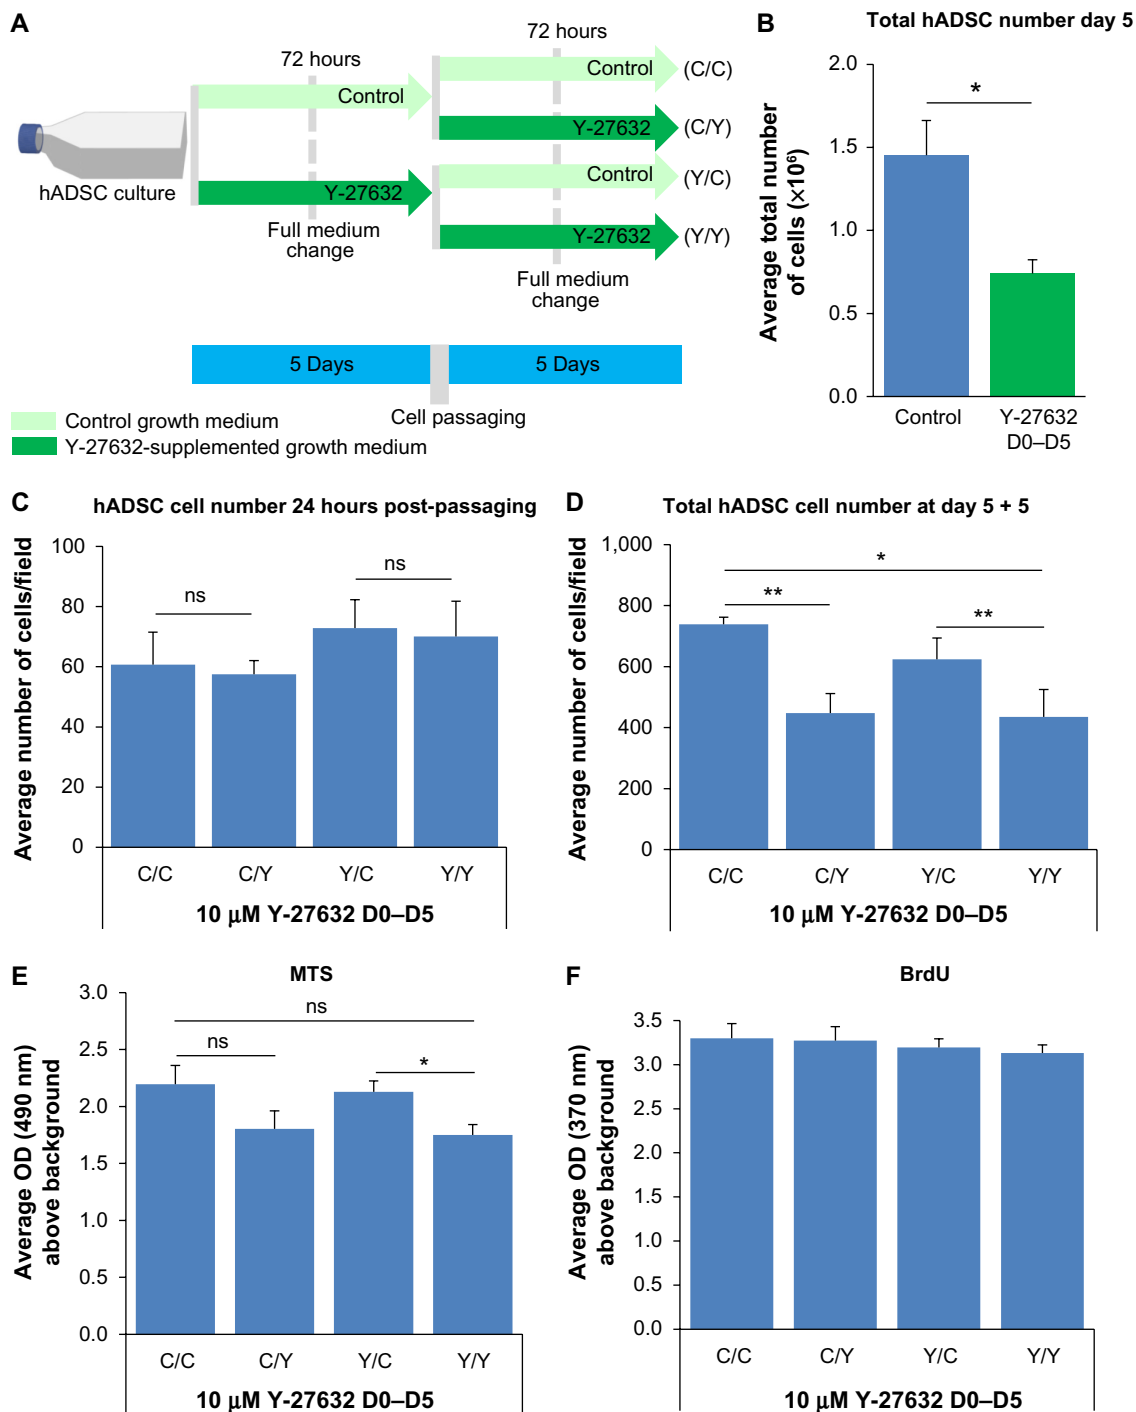 A
72 hours
Control
hADSC culture
Y-27632
Full medium
change
72 hours
Control
(C/C)
Y-27632
(C/Y)
Control
(Y/C)
Y-27632
(Y/Y)
Full medium
change
5 Days
5 Days
Cell passaging
Control growth medium
Y-27632-supplemented growth medium
B
Total hADSC number day 5
Average total number
of cells (×10⁶)
2.0
1.5
1.0
0.5
0.0
*
Control
Y-27632
D0–D5
C
hADSC cell number 24 hours post-passaging
Average number of cells/field
100
80
60
40
20
0
ns
ns
C/C
C/Y
Y/C
Y/Y
10 µM Y-27632 D0–D5
D
Total hADSC cell number at day 5 + 5
Average number of cells/field
1,000
800
600
400
200
0
*
**
**
C/C
C/Y
Y/C
Y/Y
10 µM Y-27632 D0–D5
E
MTS
Average OD (490 nm)
above background
3.0
2.5
2.0
1.5
1.0
0.5
0.0
ns
ns
*
C/C
C/Y
Y/C
Y/Y
10 µM Y-27632 D0–D5
F
BrdU
Average OD (370 nm)
above background
3.5
3.0
2.5
2.0
1.5
1.0
0.5
0.0
C/C
C/Y
Y/C
Y/Y
10 µM Y-27632 D0–D5